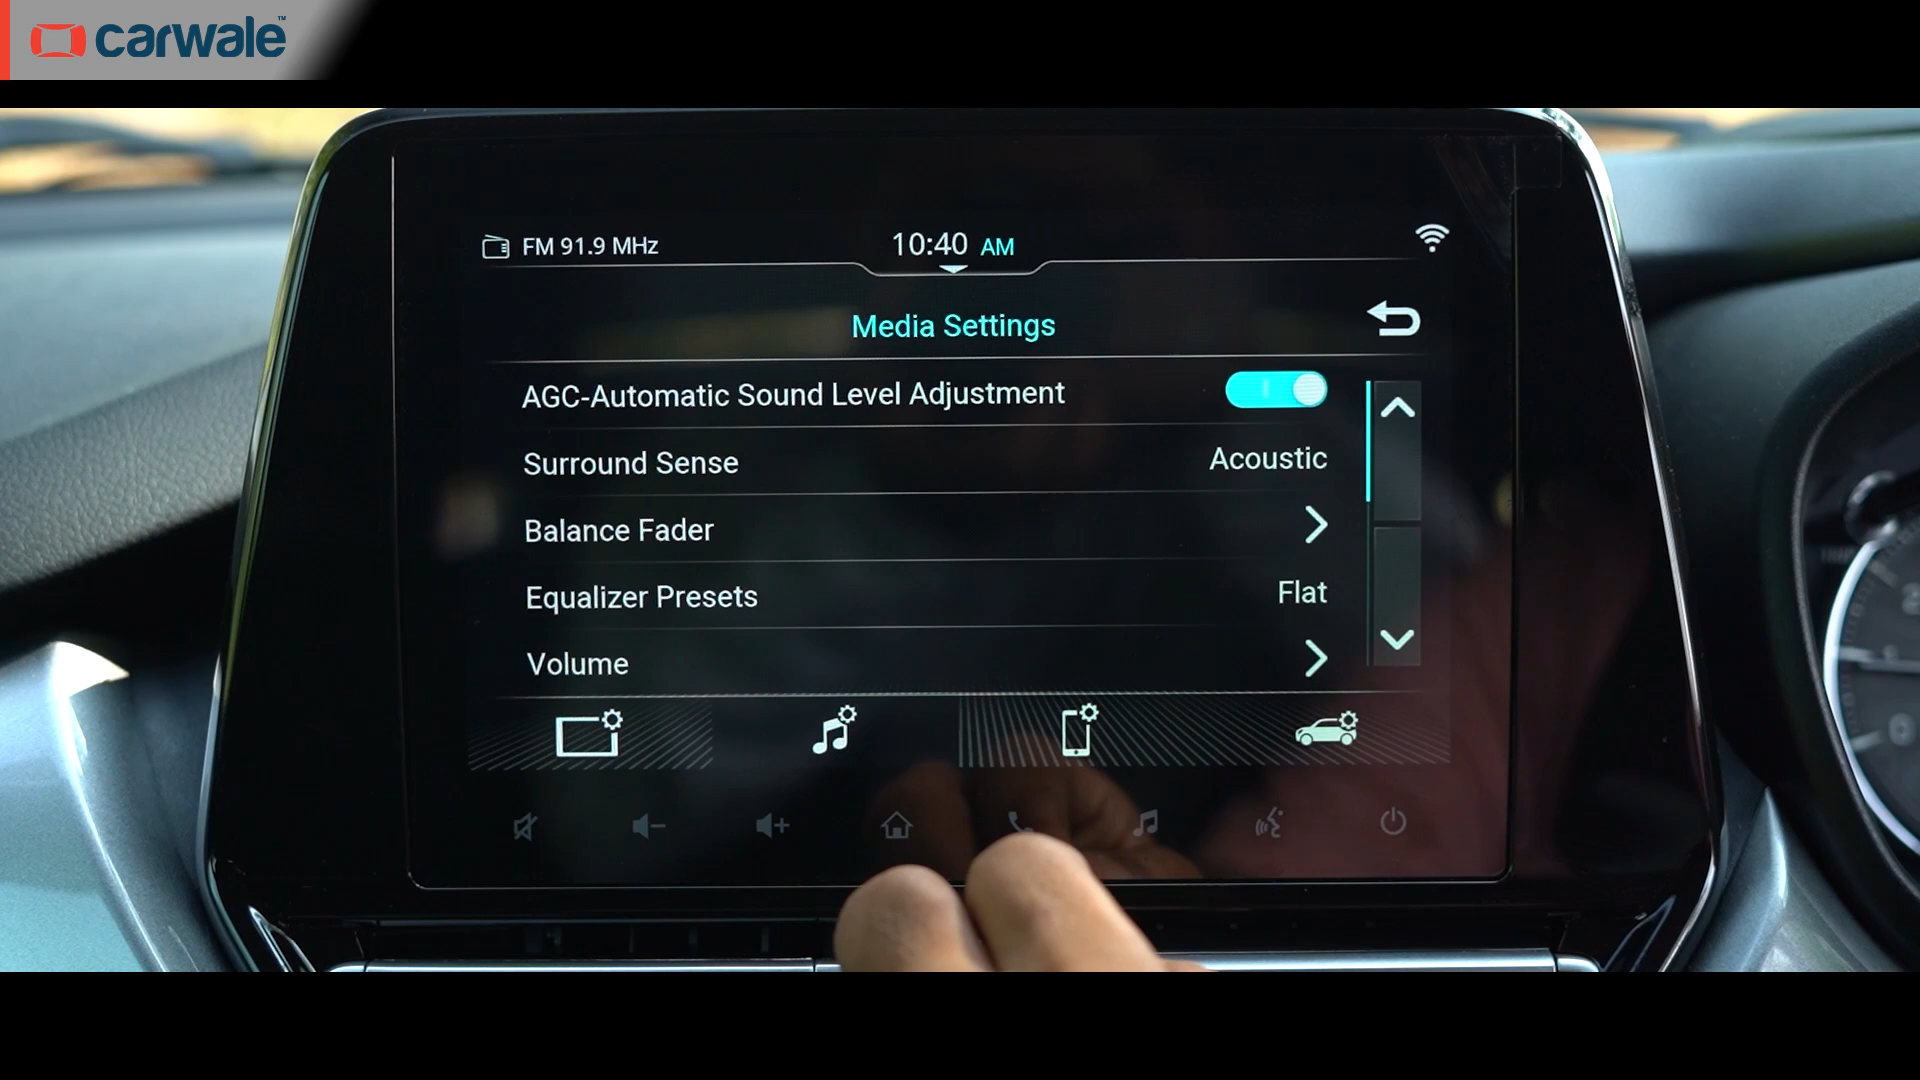 carwale™
FM 91.9 MHz
10:40 AM
Media Settings
AGC-Automatic Sound Level Adjustment
Surround Sense
Acoustic
Balance Fader
Equalizer Presets
Flat
Volume